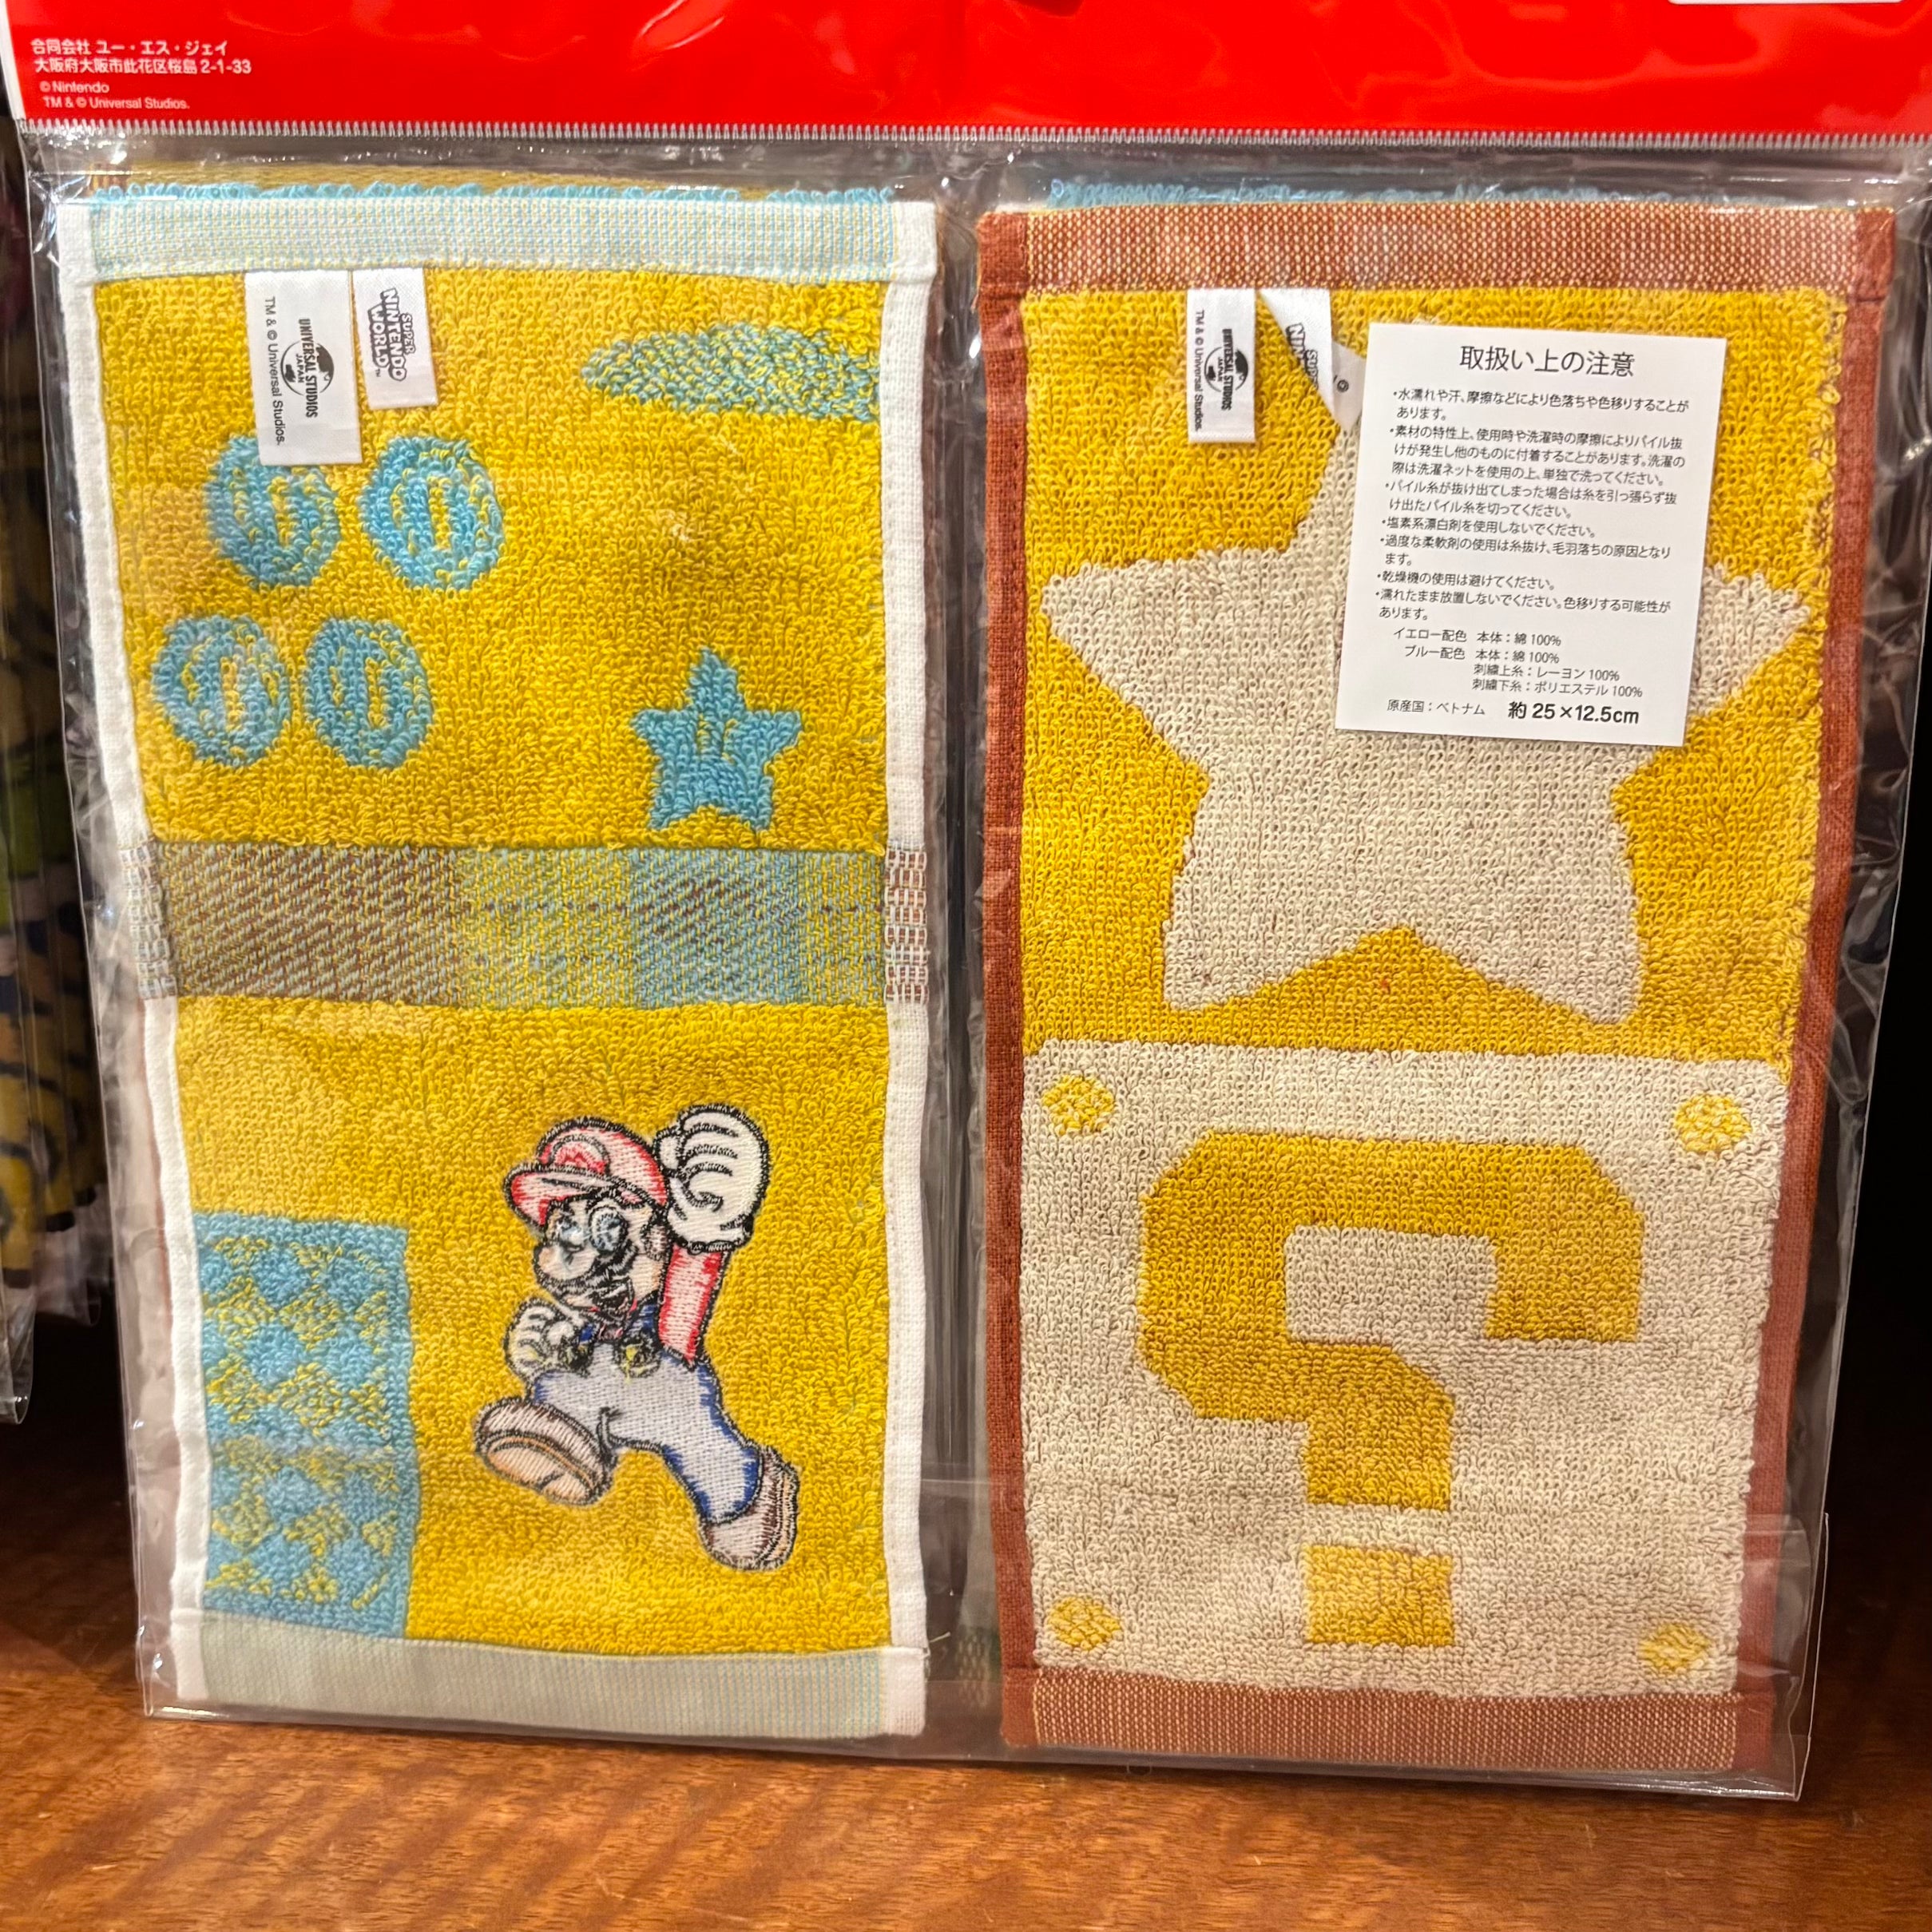 合同会社 ユー・エス・ジェイ
大阪府大阪市此花区桜島 2-1-33
© Nintendo
TM & © Universal Studios.
SUPER
NINTENDO
WORLD™
UNIVERSAL STUDIOS
JAPAN
TM & © Universal Studios.
UNIVERSAL STUDIOS
JAPAN
TM & © Universal Studios.
取扱い上の注意
・水濡れや汗、摩擦などにより色落ちや色移りすることが
あります。
・素材の特性上、使用時や洗濯時の摩擦によりパイル抜
けが発生し他のものに付着することがあります。洗濯の
際は洗濯ネットを使用の上、単独で洗ってください。
・パイル糸が抜け出てしまった場合は糸を引っ張らず抜
け出たパイル糸を切ってください。
・塩素系漂白剤を使用しないでください。
・過度な柔軟剤の使用は糸抜け、毛羽落ちの原因となり
ます。
・乾燥機の使用は避けてください。
・濡れたまま放置しないでください。色移りする可能性が
あります。
イエロー配色 本体：綿 100%
ブルー配色 本体：綿 100%
刺繍上糸：レーヨン 100%
刺繍下糸：ポリエステル 100%
原産国：ベトナム 約 25×12.5cm
?